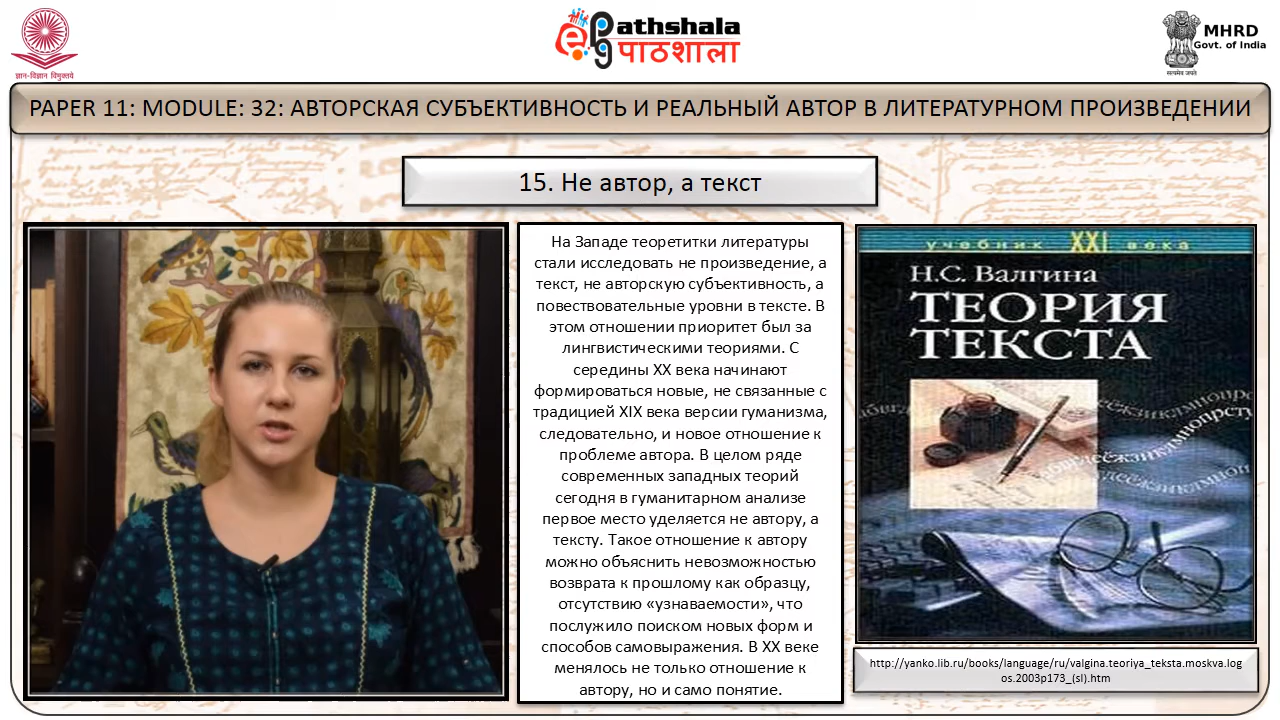 ज्ञान-विज्ञान विमुक्तये
ePg Pathshala
पाठशाला
MHRD
Govt. of India
सत्यमेव जयते
PAPER 11: MODULE: 32: АВТОРСКАЯ СУБЪЕКТИВНОСТЬ И РЕАЛЬНЫЙ АВТОР В ЛИТЕРАТУРНОМ ПРОИЗВЕДЕНИИ
15. Не автор, а текст
На Западе теоретитки литературы
стали исследовать не произведение, а
текст, не авторскую субъективность, а
повествовательные уровни в тексте. В
этом отношении приоритет был за
лингвистическими теориями. С
середины XX века начинают
формироваться новые, не связанные с
традицией XIX века версии гуманизма,
следовательно, и новое отношение к
проблеме автора. В целом ряде
современных западных теорий
сегодня в гуманитарном анализе
первое место уделяется не автору, а
тексту. Такое отношение к автору
можно объяснить невозможностью
возврата к прошлому как образцу,
отсутствию «узнаваемости», что
послужило поиском новых форм и
способов самовыражения. В XX веке
менялось не только отношение к
автору, но и само понятие.
учебник XXI века
Н.С. Валгина
ТЕОРИЯ
ТЕКСТА
http://yanko.lib.ru/books/language/ru/valgina.teoriya_teksta.moskva.log
os.2003p173_(sl).htm